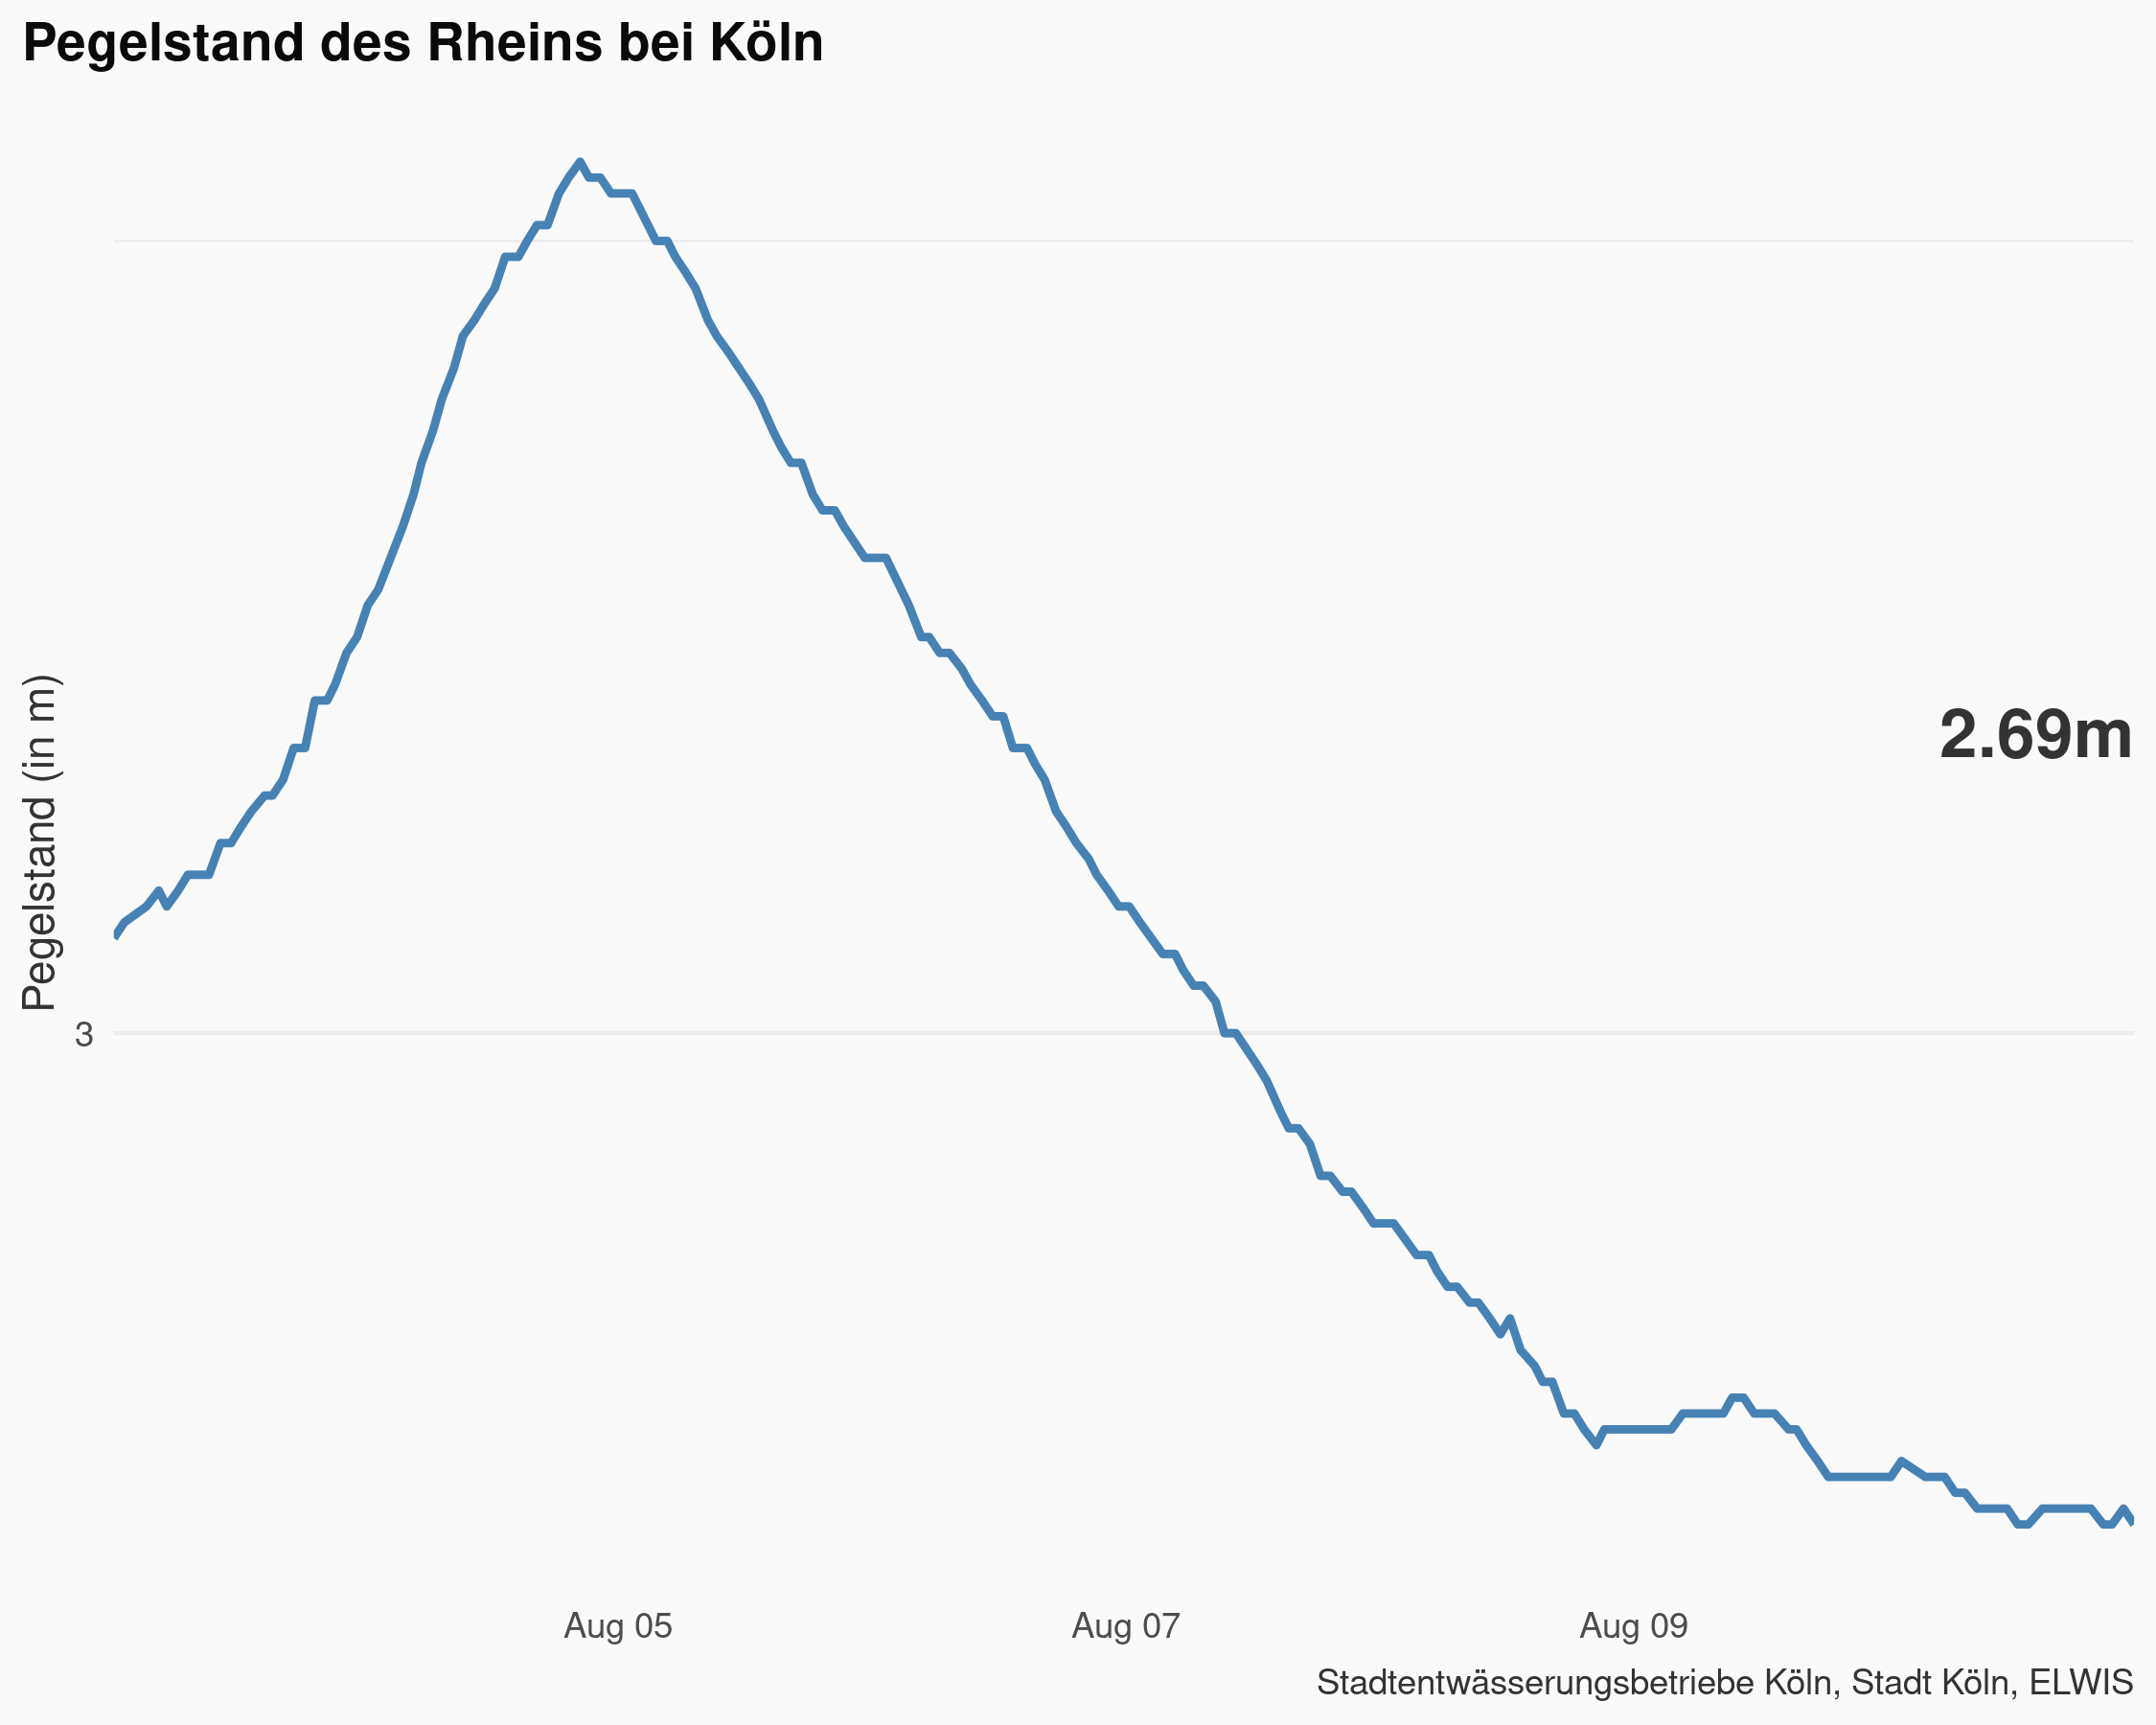 Pegelstand des Rheins bei Köln
Pegelstand (in m)
2.69m
3
Aug 05
Aug 07
Aug 09
Stadtentwässerungsbetriebe Köln, Stadt Köln, ELWIS